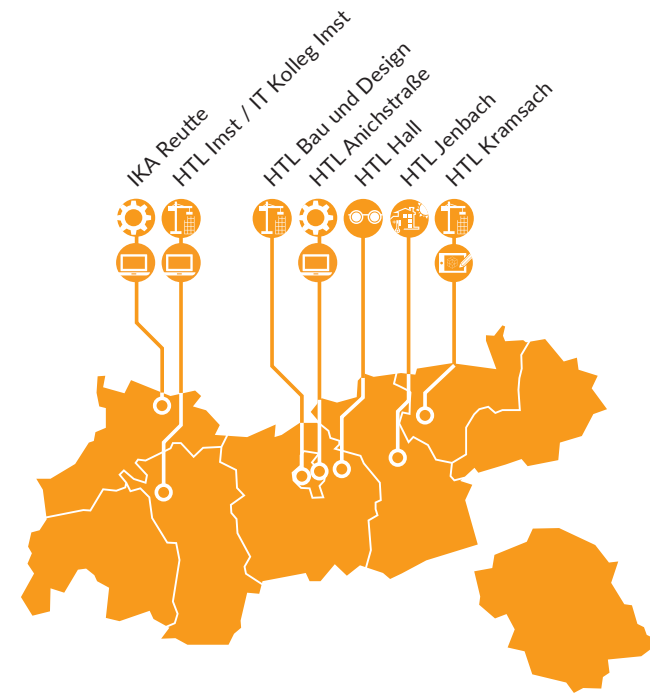 IKA Reutte
HTL Imst / IT Kolleg Imst
HTL Bau und Design
HTL Anichstraße
HTL Hall
HTL Jenbach
HTL Kramsach